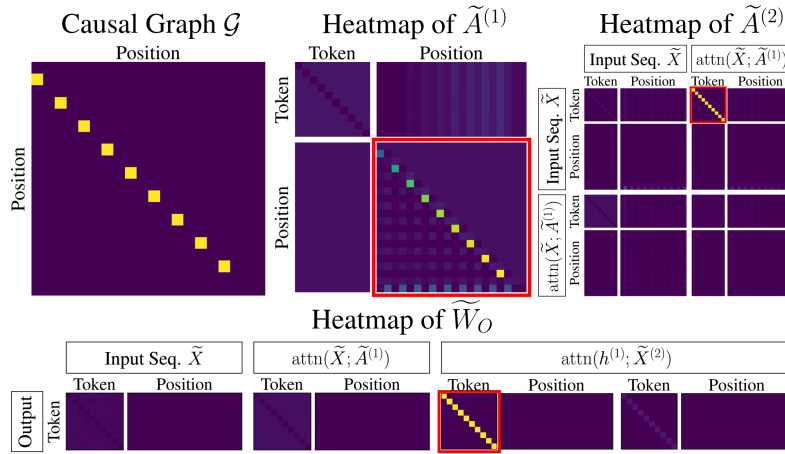 Causal Graph 𝒢
Position
Position
Heatmap of Ã⁽¹⁾
Token
Position
Token
Position
Heatmap of Ã⁽²⁾
Input Seq. X̃
attn(X̃; Ã⁽¹⁾)
Token
Position
Token
Position
Input Seq. X̃
Token
Position
attn(X̃; Ã⁽¹⁾)
Token
Position
Heatmap of W̃_O
Input Seq. X̃
attn(X̃; Ã⁽¹⁾)
attn(h⁽¹⁾; X̃⁽²⁾)
Token
Position
Token
Position
Token
Position
Token
Position
Output
Token